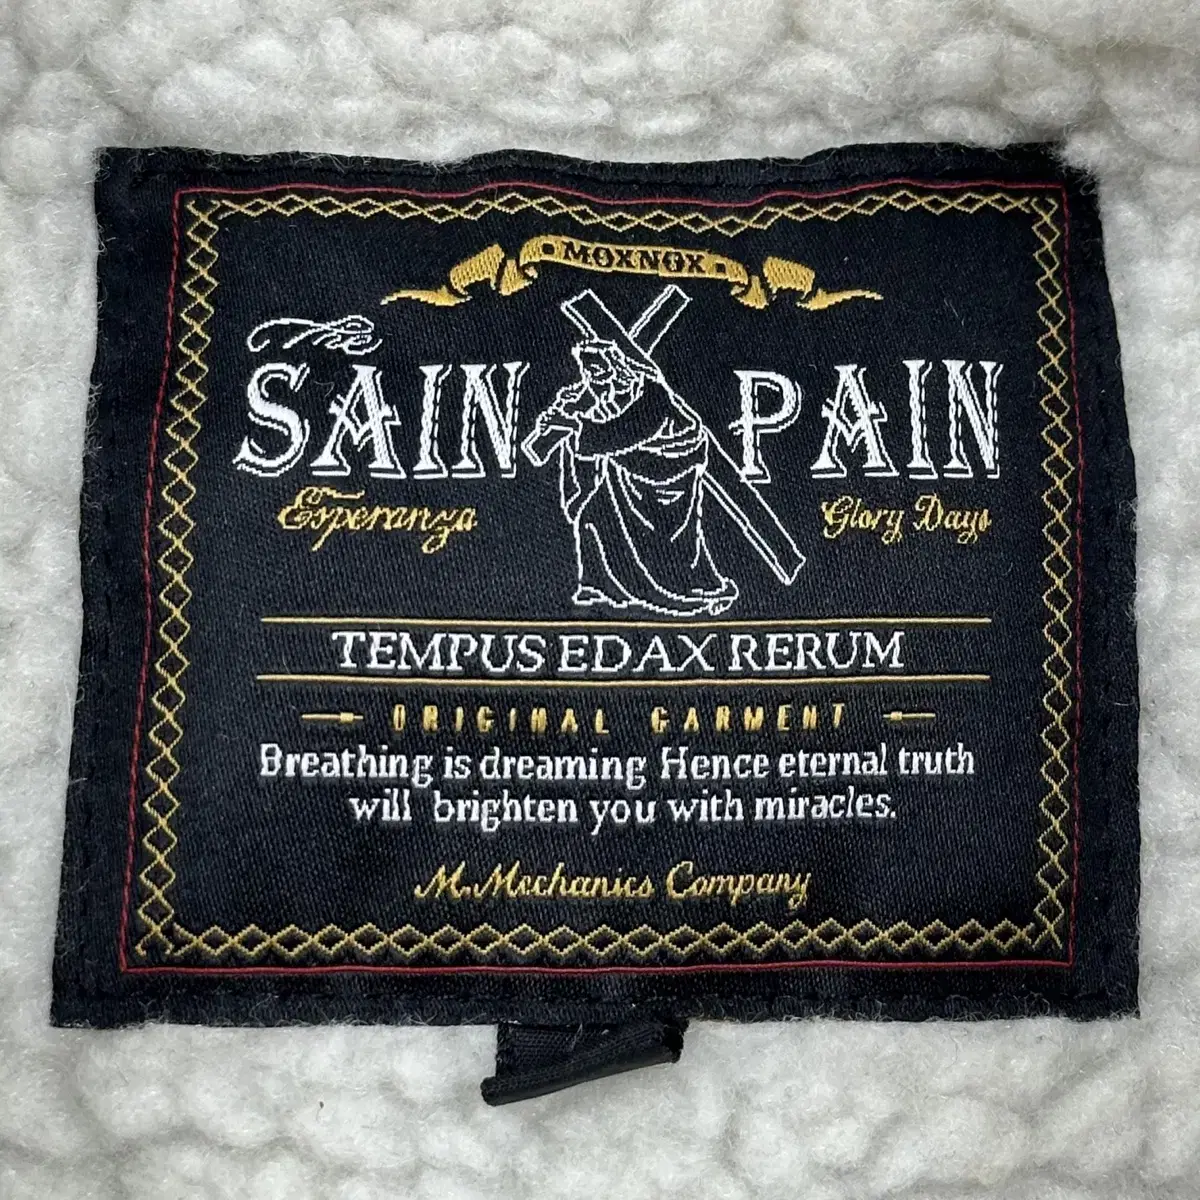 MOXNOX
The
SAIN PAIN
Esperanza Glory Days
TEMPUS EDAX RERUM
ORIGINAL GARMENT
Breathing is dreaming Hence eternal truth
will brighten you with miracles.
M.Mechanics Company